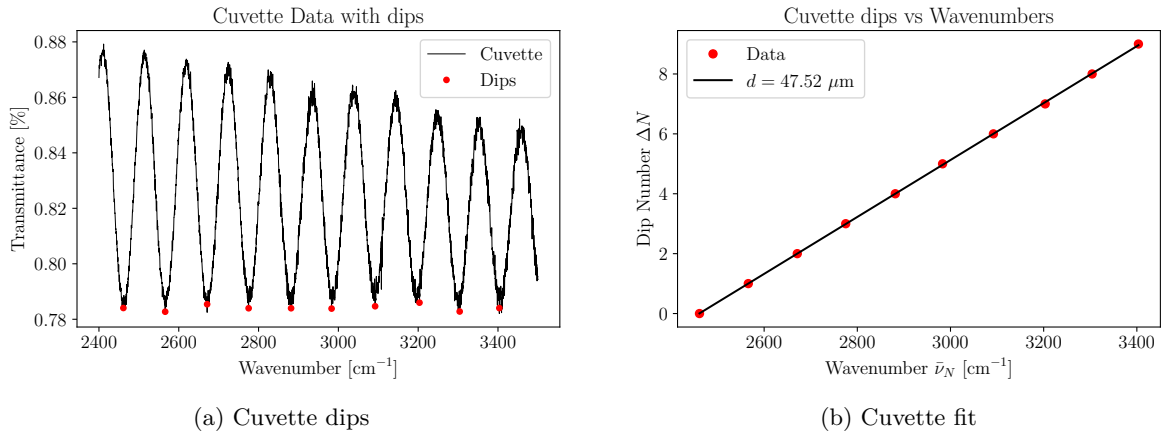 Cuvette Data with dips
Transmittance [%]
0.88
0.86
0.84
0.82
0.80
0.78
Cuvette
Dips
2400 2600 2800 3000 3200 3400
Wavenumber [cm⁻¹]
(a) Cuvette dips
Cuvette dips vs Wavenumbers
Dip Number ΔN
8
6
4
2
0
Data
d = 47.52 μm
2600 2800 3000 3200 3400
Wavenumber ν̄_N [cm⁻¹]
(b) Cuvette fit